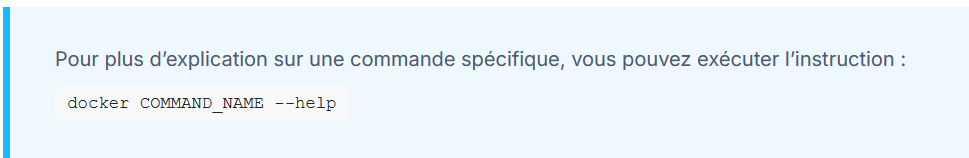 Pour plus d’explication sur une commande spécifique, vous pouvez exécuter l’instruction :
docker COMMAND_NAME --help